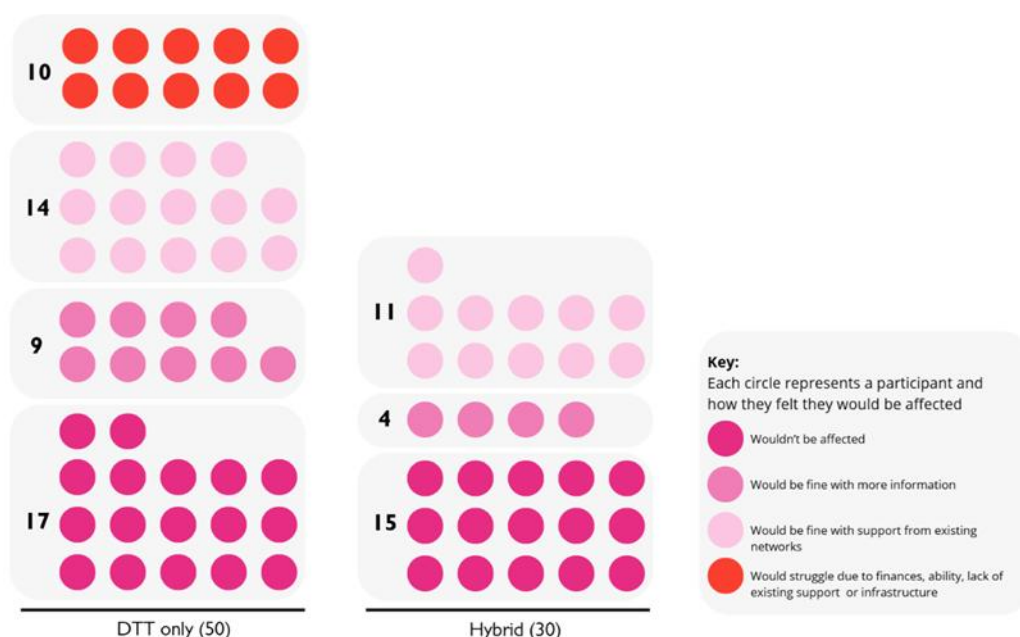 10
14
9
17
DTT only (50)
11
4
15
Hybrid (30)
Key:
Each circle represents a participant and
how they felt they would be affected
Wouldn't be affected
Would be fine with more information
Would be fine with support from existing
networks
Would struggle due to finances, ability, lack of
existing support or infrastructure